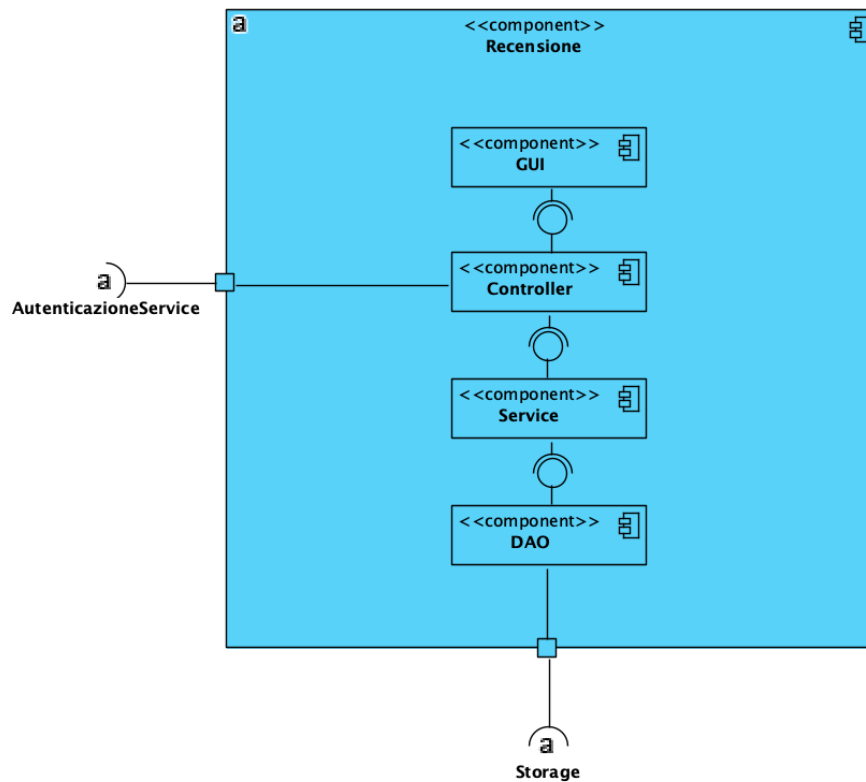 a
<<component>>
Recensione
<<component>>
GUI
<<component>>
Controller
a
AutenticazioneService
<<component>>
Service
<<component>>
DAO
a
Storage